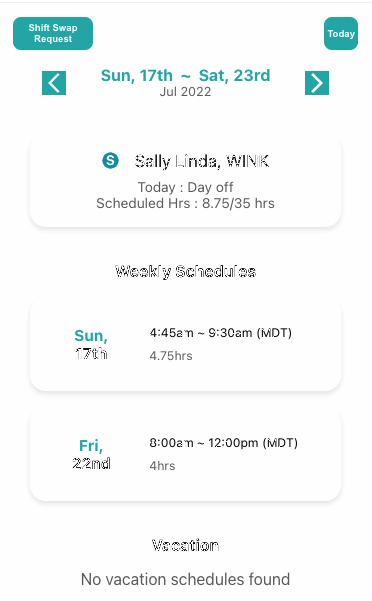 Shift Swap
Request
Today
Sun, 17th ~ Sat, 23rd
Jul 2022
S
Sally Linda, WINK
Today : Day off
Scheduled Hrs : 8.75/35 hrs
Weekly Schedules
Sun,
17th
4:45am ~ 9:30am (MDT)
4.75hrs
Fri,
22nd
8:00am ~ 12:00pm (MDT)
4hrs
Vacation
No vacation schedules found